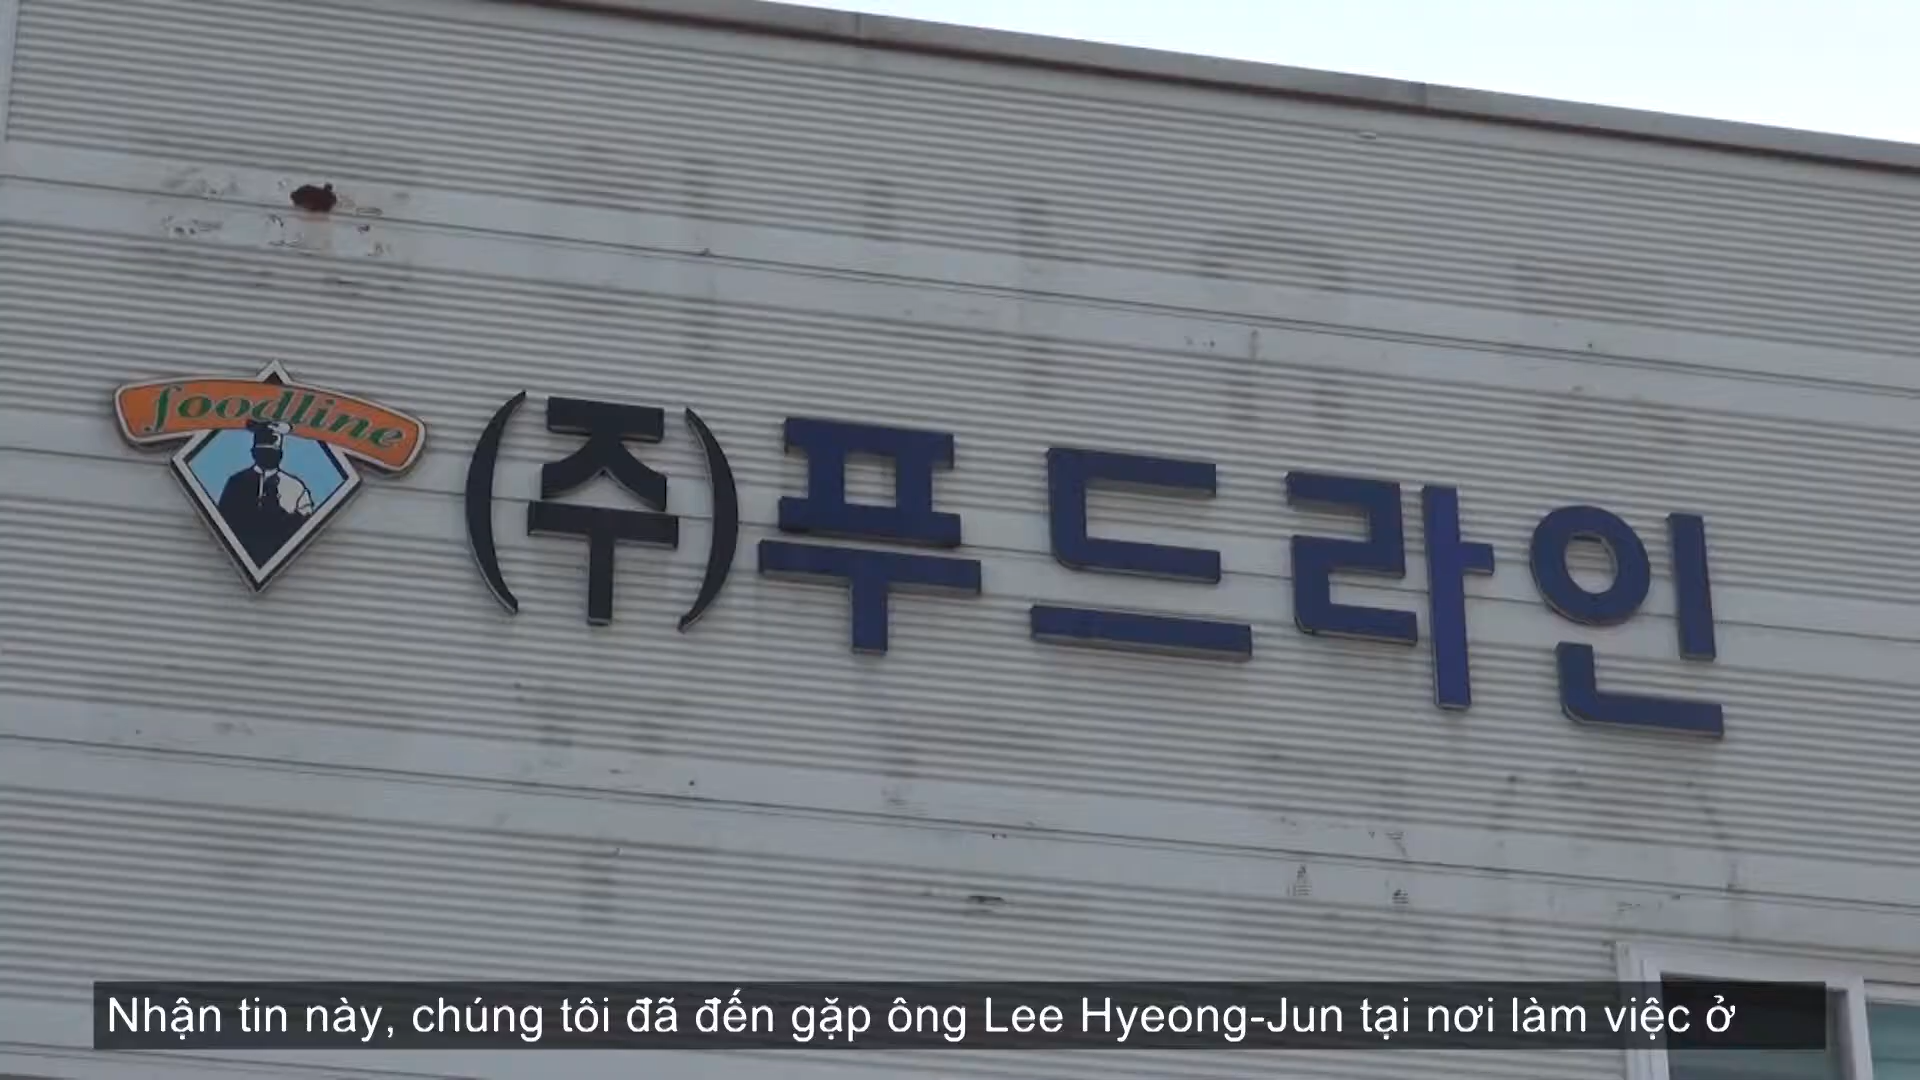 foodline
(주)푸드라인
Nhận tin này, chúng tôi đã đến gặp ông Lee Hyeong-Jun tại nơi làm việc ở